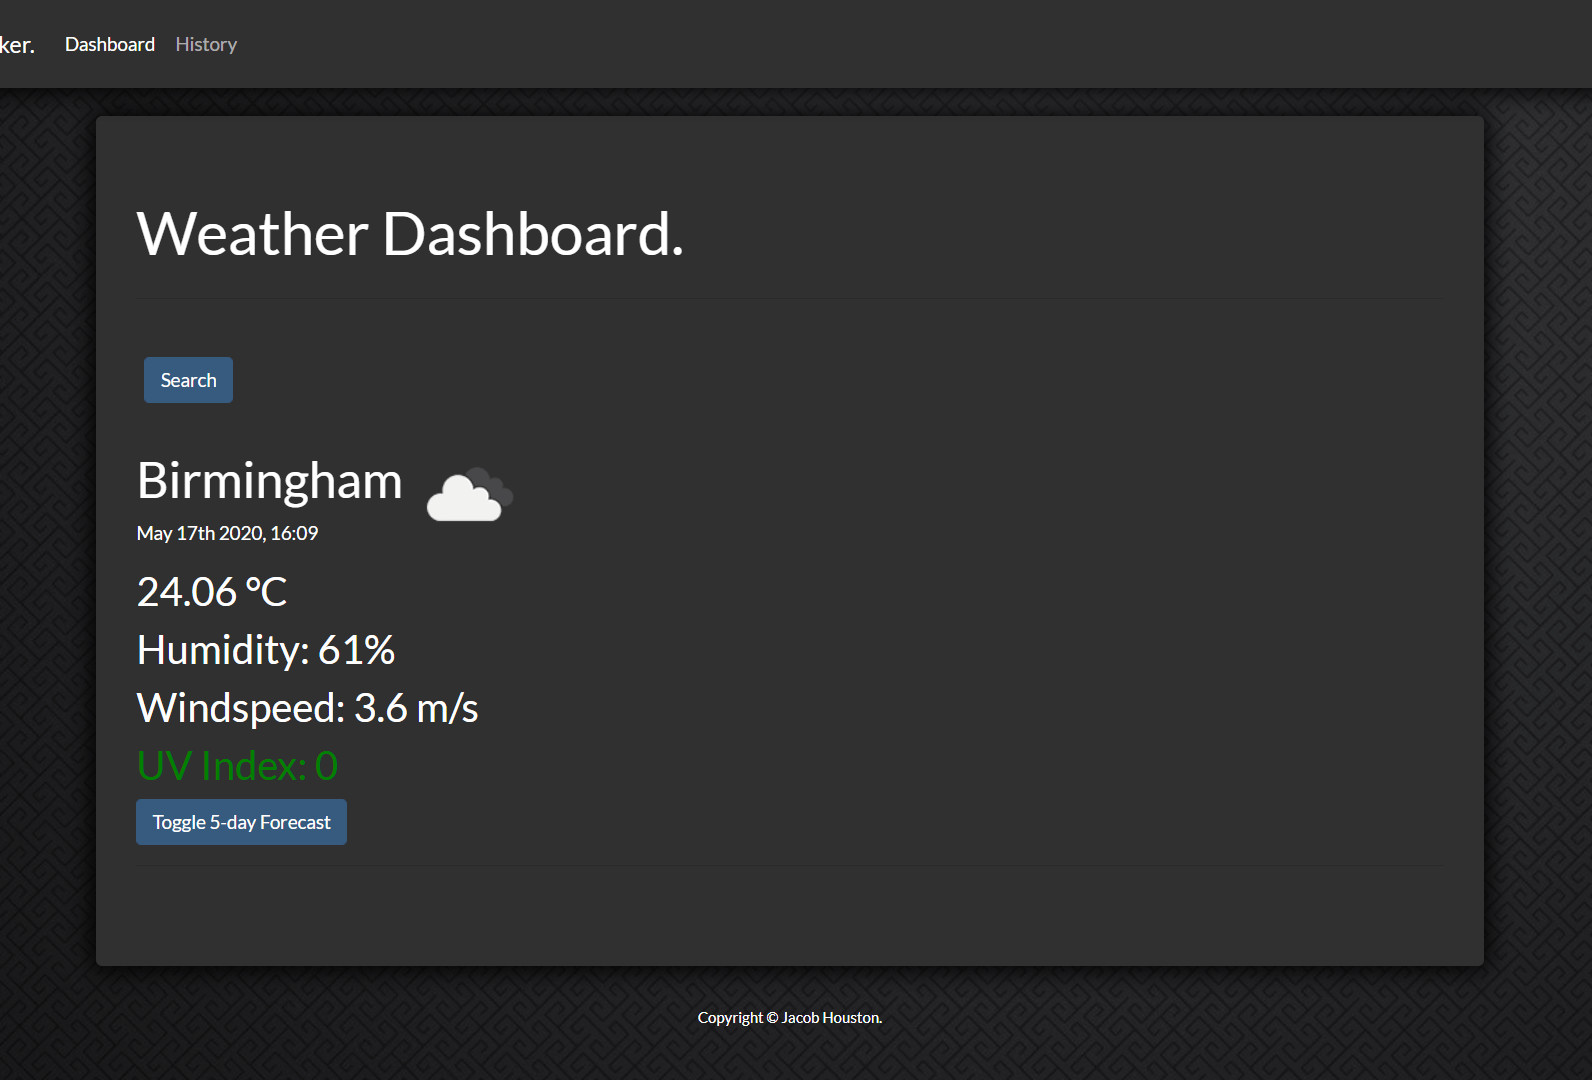 ker. Dashboard History
Weather Dashboard.
Search
Birmingham
May 17th 2020, 16:09
24.06 °C
Humidity: 61%
Windspeed: 3.6 m/s
UV Index: 0
Toggle 5-day Forecast
Copyright © Jacob Houston.